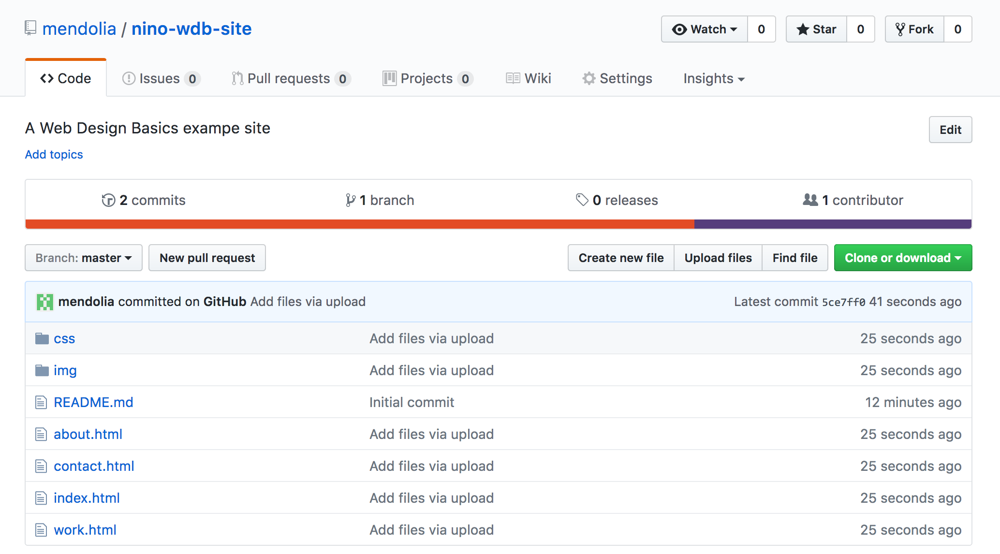 mendolia / nino-wdb-site Watch 0 Star 0 Fork 0
Code Issues 0 Pull requests 0 Projects 0 Wiki Settings Insights
A Web Design Basics exampe site Edit
Add topics
2 commits 1 branch 0 releases 1 contributor
Branch: master New pull request Create new file Upload files Find file Clone or download
mendolia committed on GitHub Add files via upload Latest commit 5ce7ff0 41 seconds ago
css Add files via upload 25 seconds ago
img Add files via upload 25 seconds ago
README.md Initial commit 12 minutes ago
about.html Add files via upload 25 seconds ago
contact.html Add files via upload 25 seconds ago
index.html Add files via upload 25 seconds ago
work.html Add files via upload 25 seconds ago